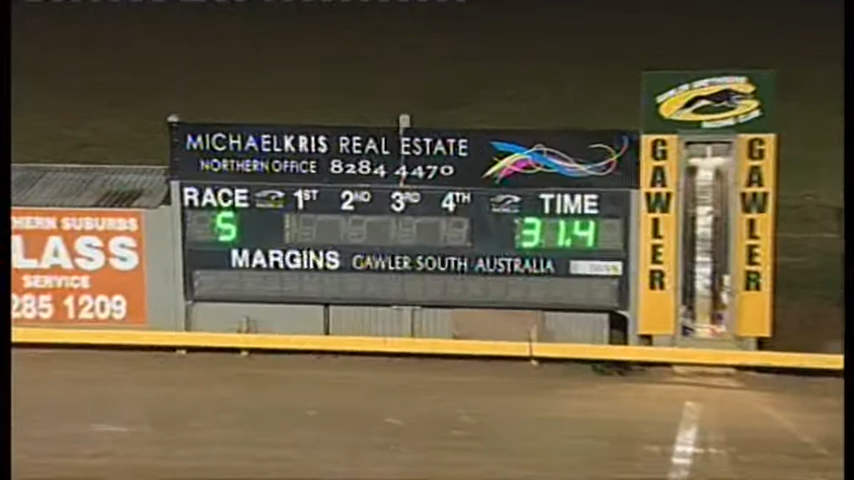 MICHAELKRIS REAL ESTATE
NORTHERN OFFICE 8284 4470
RACE 1ST 2ND 3RD 4TH TIME
5 31.4
MARGINS GAWLER SOUTH AUSTRALIA
GAWLER
GAWLER
HERN SUBURBS
LASS
SERVICE
285 1209